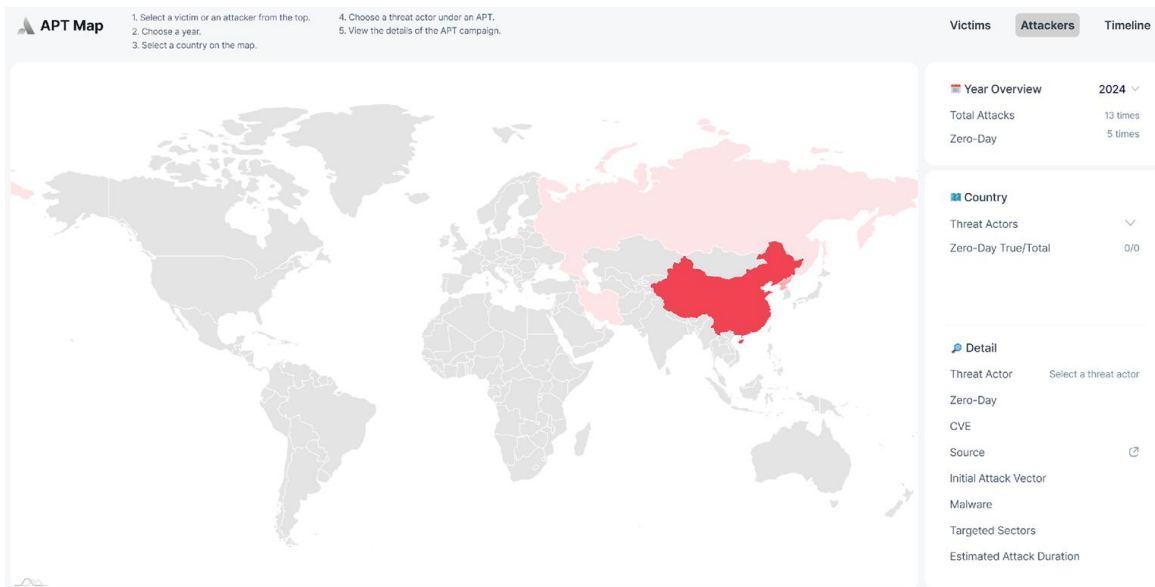 APT Map
1. Select a victim or an attacker from the top.
2. Choose a year.
3. Select a country on the map.
4. Choose a threat actor under an APT.
5. View the details of the APT campaign.
Victims
Attackers
Timeline
Year Overview 2024
Total Attacks 13 times
Zero-Day 5 times
Country
Threat Actors
Zero-Day True/Total 0/0
Detail
Threat Actor Select a threat actor
Zero-Day
CVE
Source
Initial Attack Vector
Malware
Targeted Sectors
Estimated Attack Duration